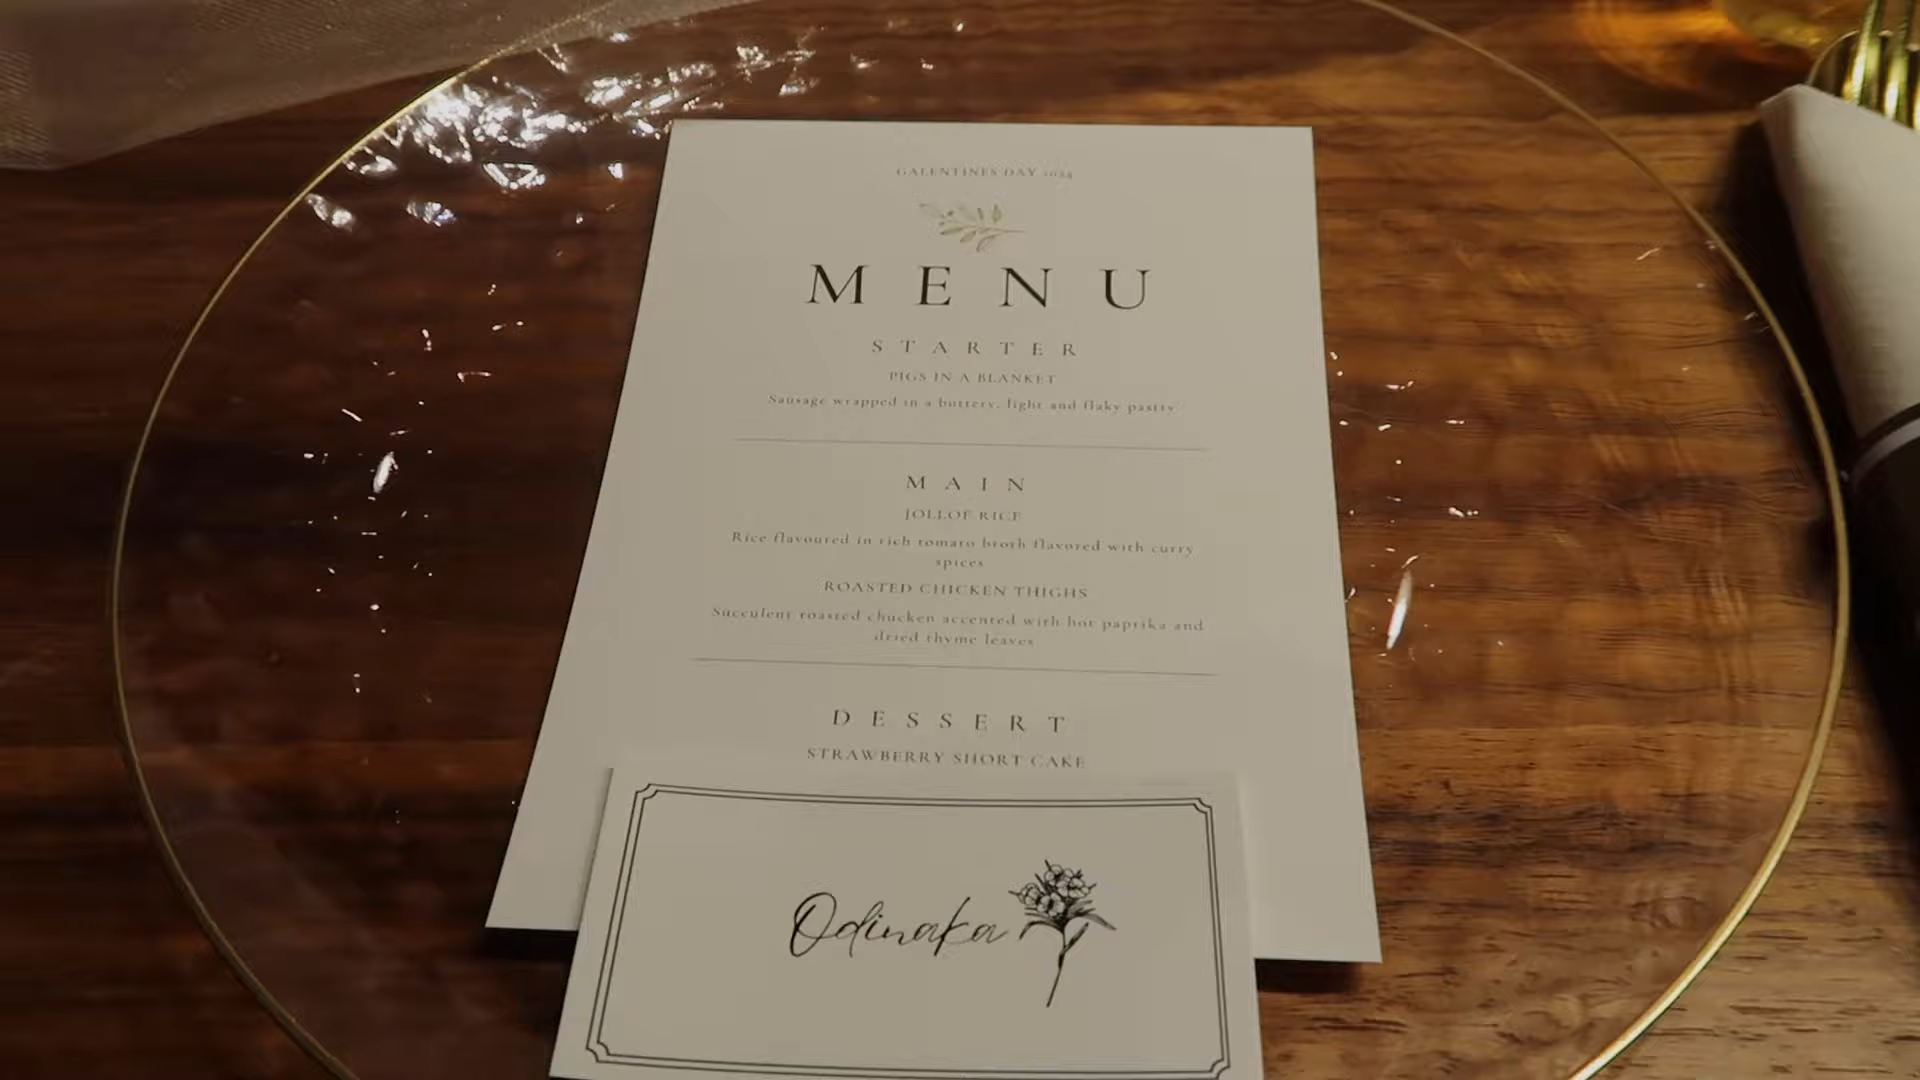 GALENTINES DAY 2024
MENU
STARTER
PIGS IN A BLANKET
Sausage wrapped in a buttery, light and flaky pastry
MAIN
JOLLOF RICE
Rice flavoured in rich tomato broth flavored with curry
spices
ROASTED CHICKEN THIGHS
Succulent roasted chucken accented with hot paprika and
dried thyme leaves
DESSERT
STRAWBERRY SHORT CAKE
Odinaka